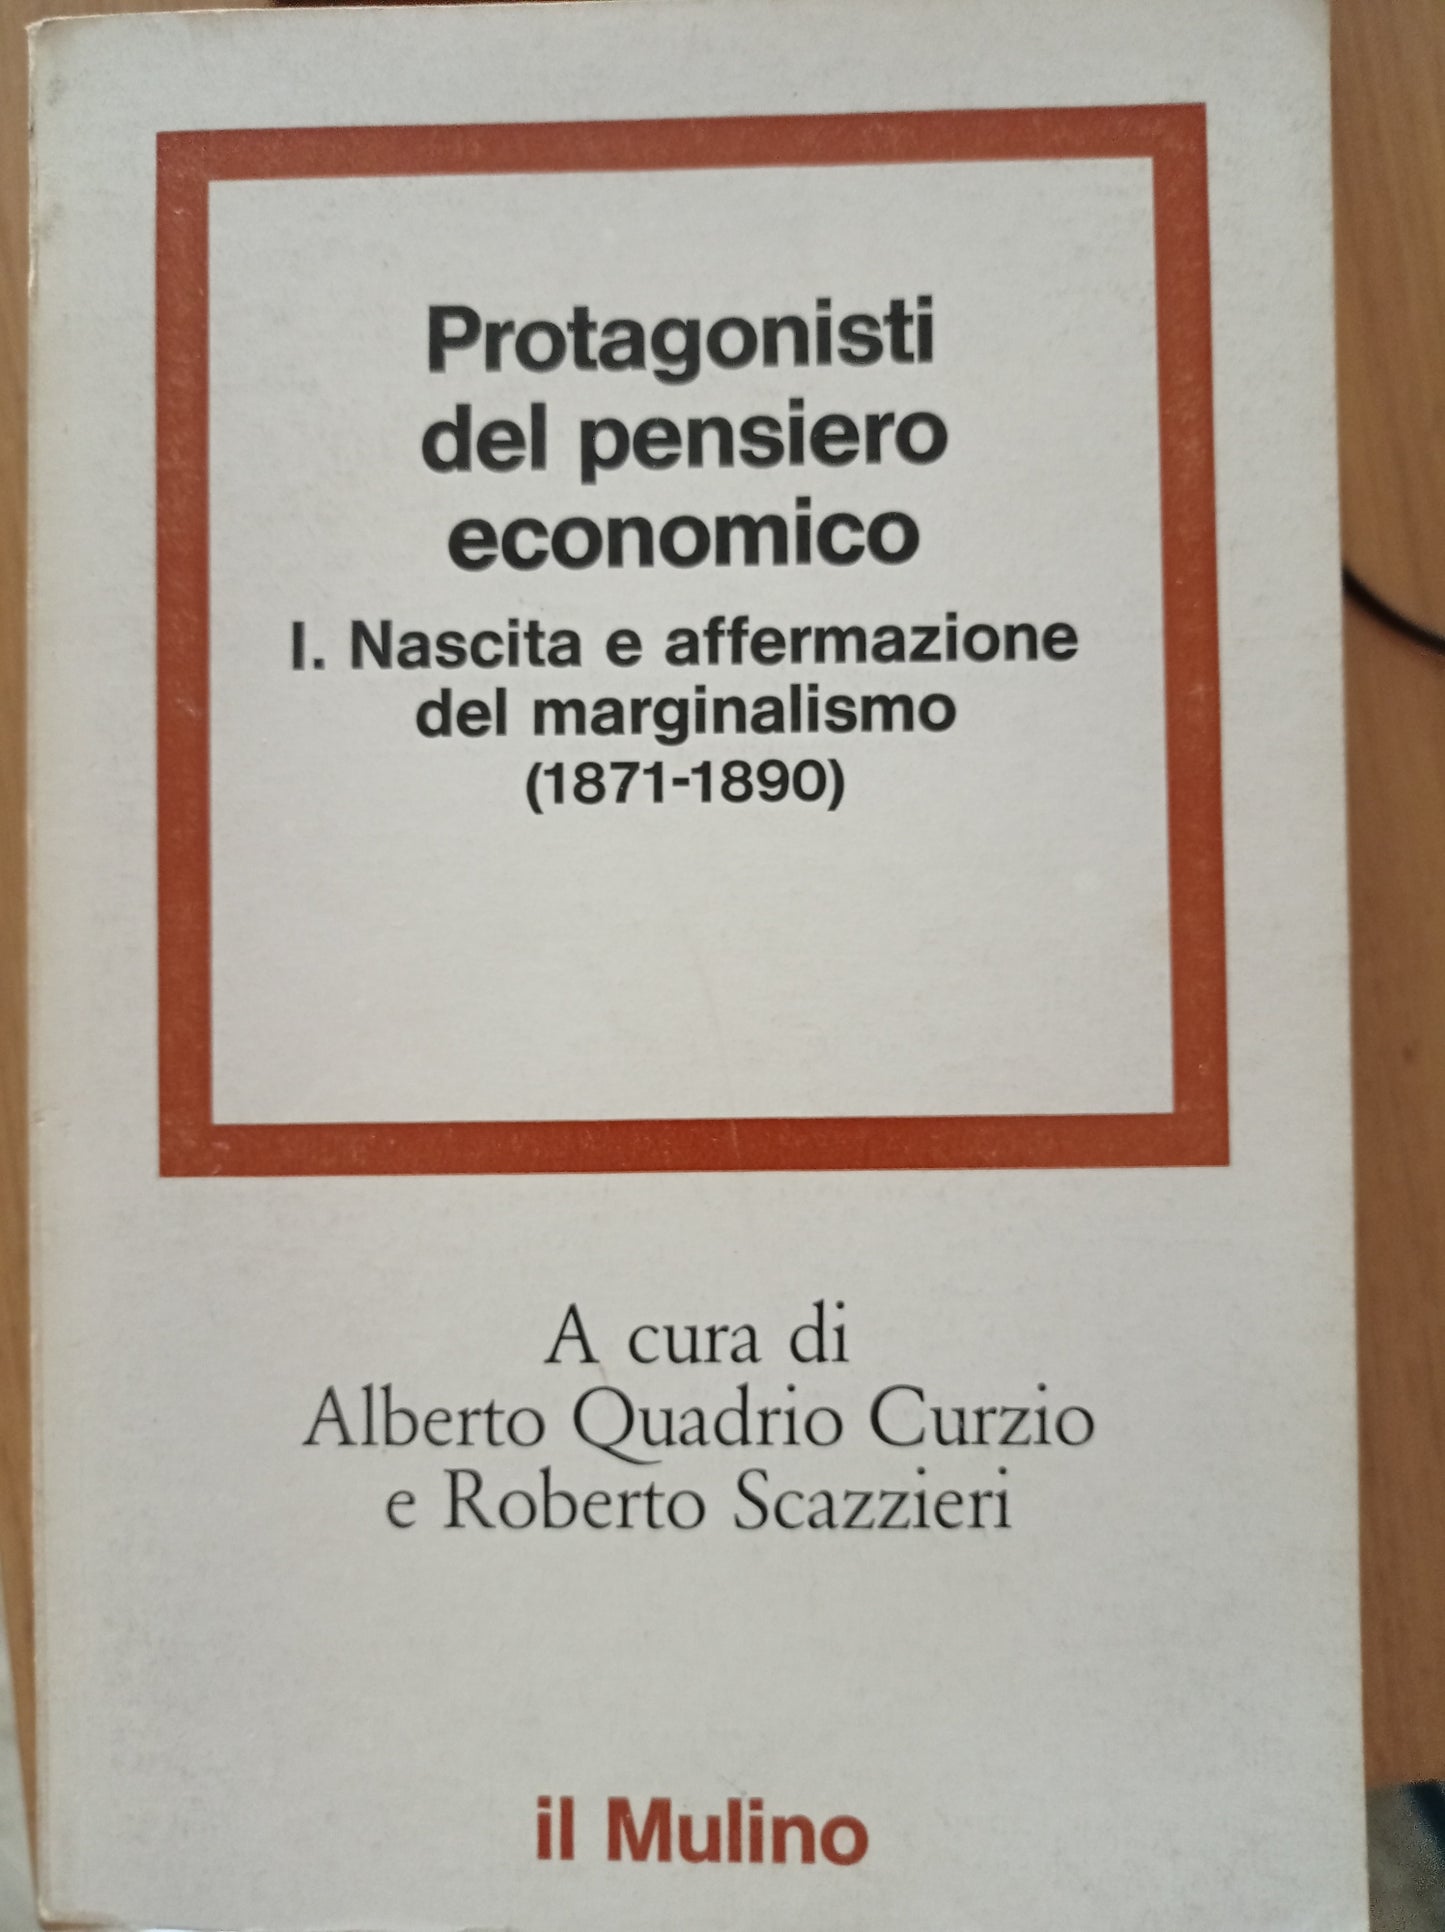 Protagonisti
del pensiero
economico
I. Nascita e affermazione
del marginalismo
(1871-1890)
A cura di
Alberto Quadrio Curzio
e Roberto Scazzieri
il Mulino